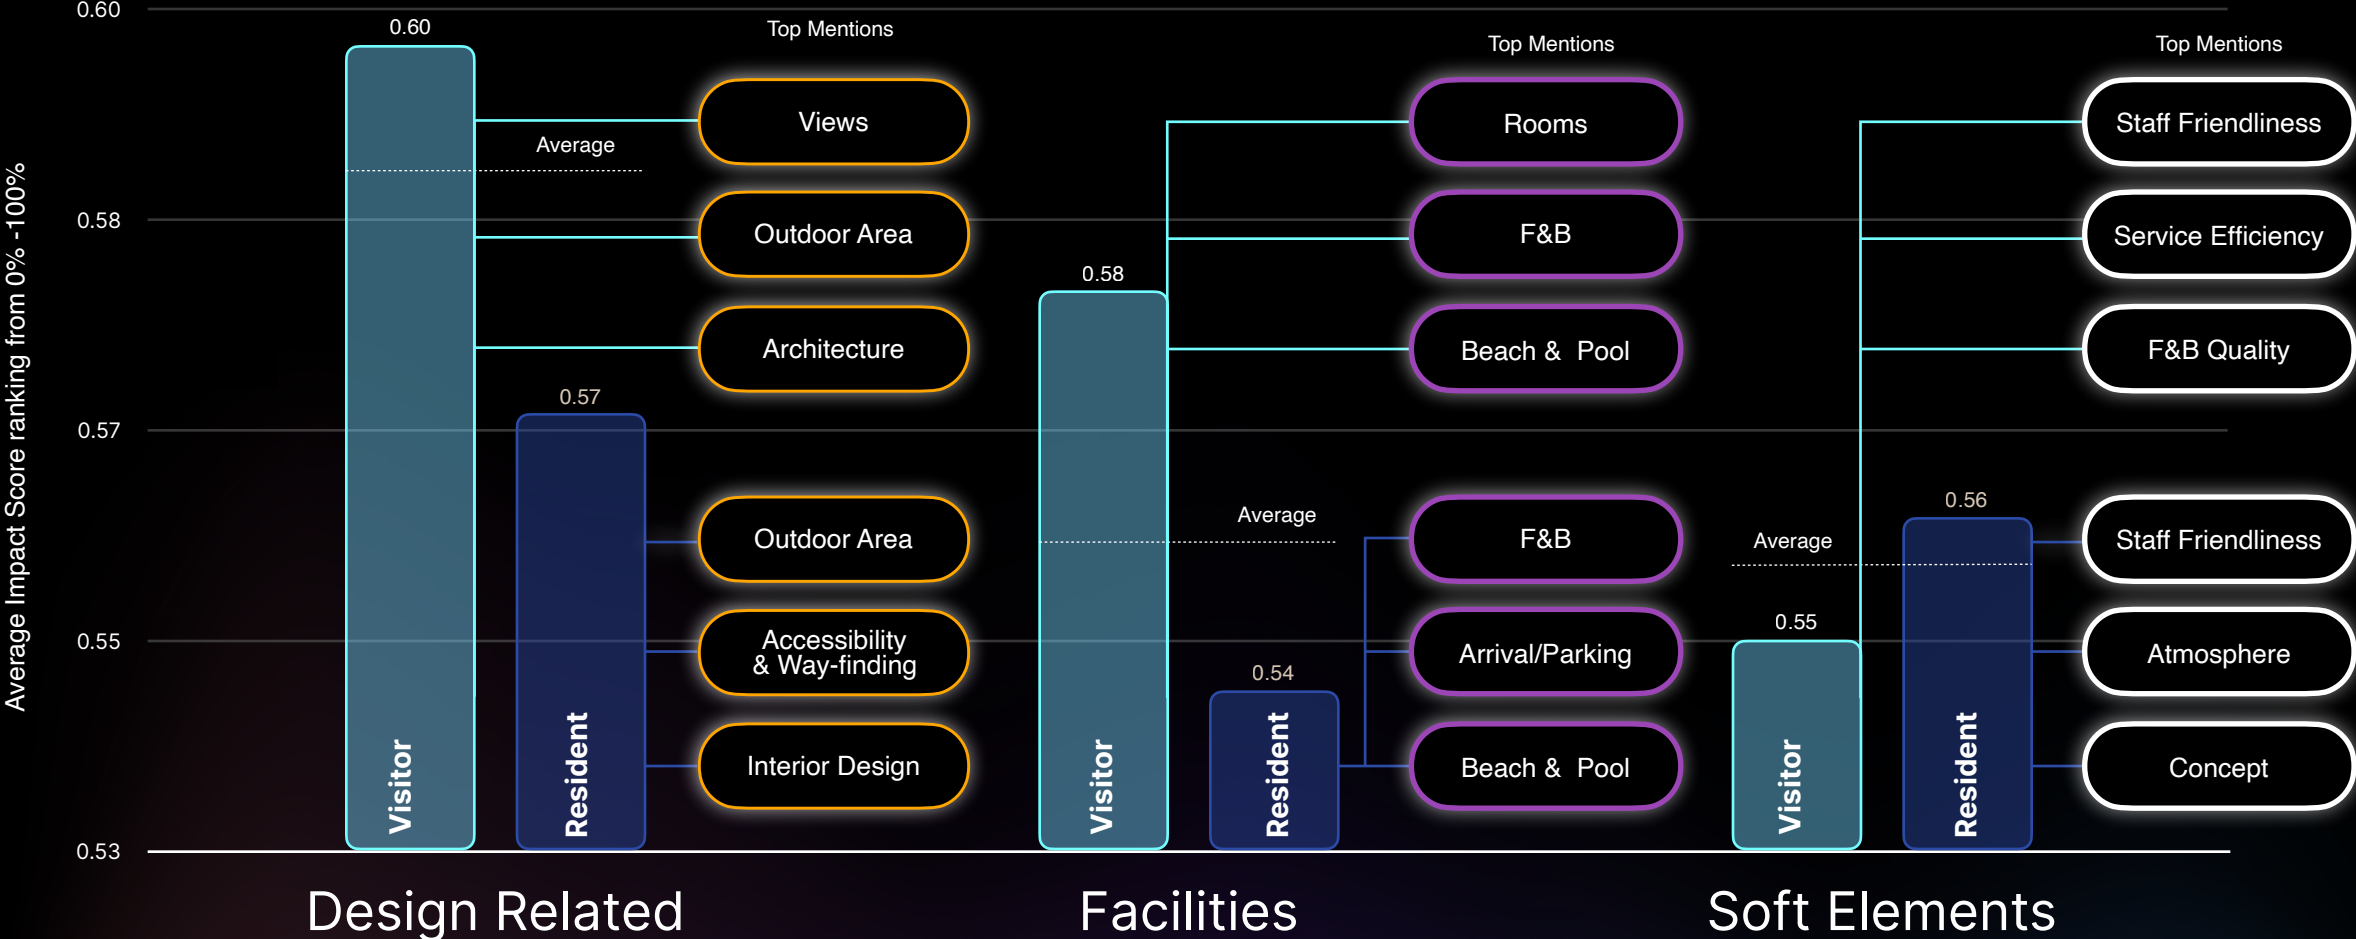 Average Impact Score ranking from 0% -100%
0.60
0.58
0.57
0.55
0.53
0.60
Top Mentions
Views
Average
Outdoor Area
Architecture
0.57
Outdoor Area
Accessibility
& Way-finding
Interior Design
Visitor
Resident
Design Related
Top Mentions
Rooms
F&B
0.58
Beach &  Pool
Average
F&B
Arrival/Parking
0.54
Beach &  Pool
Visitor
Resident
Facilities
Top Mentions
Staff Friendliness
Service Efficiency
F&B Quality
0.56
Average
Staff Friendliness
0.55
Atmosphere
Concept
Visitor
Resident
Soft Elements